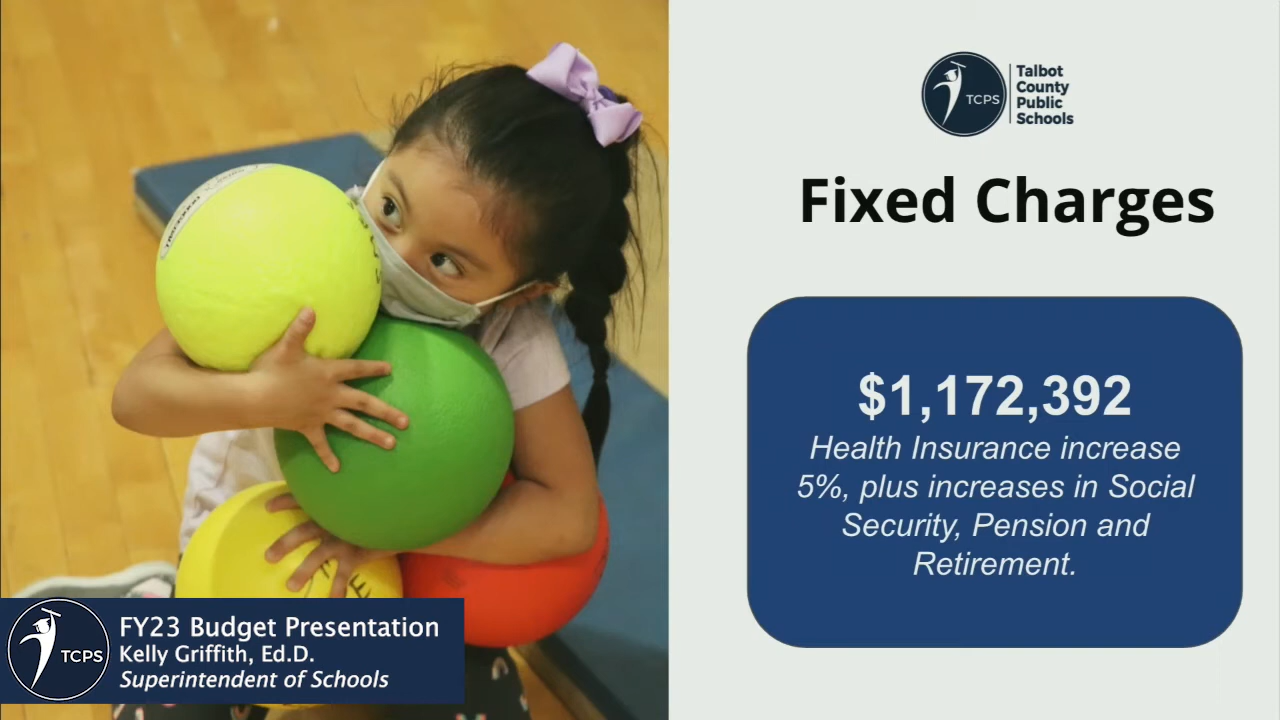 TCPS
Talbot
County
Public
Schools
Fixed Charges
$1,172,392
Health Insurance increase
5%, plus increases in Social
Security, Pension and
Retirement.
TCPS
FY23 Budget Presentation
Kelly Griffith, Ed.D.
Superintendent of Schools